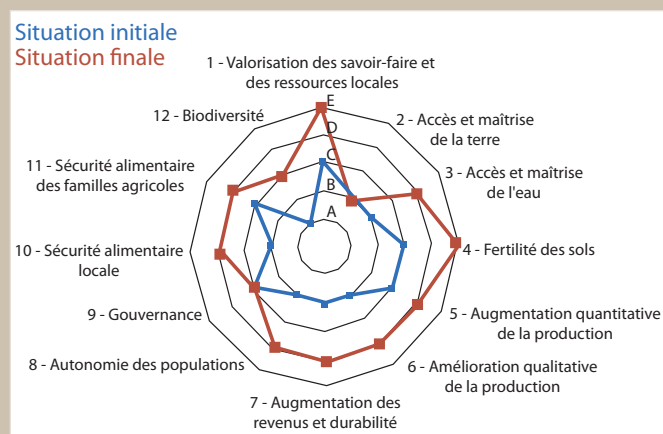 Situation initiale
Situation finale
1 - Valorisation des savoir-faire et
des ressources locales
2 - Accès et maîtrise
de la terre
3 - Accès et maîtrise
de l'eau
4 - Fertilité des sols
5 - Augmentation quantitative
de la production
6 - Amélioration qualitative
de la production
7 - Augmentation des
revenus et durabilité
8 - Autonomie des populations
9 - Gouvernance
10 - Sécurité alimentaire
locale
11 - Sécurité alimentaire
des familles agricoles
12 - Biodiversité
E
D
C
B
A